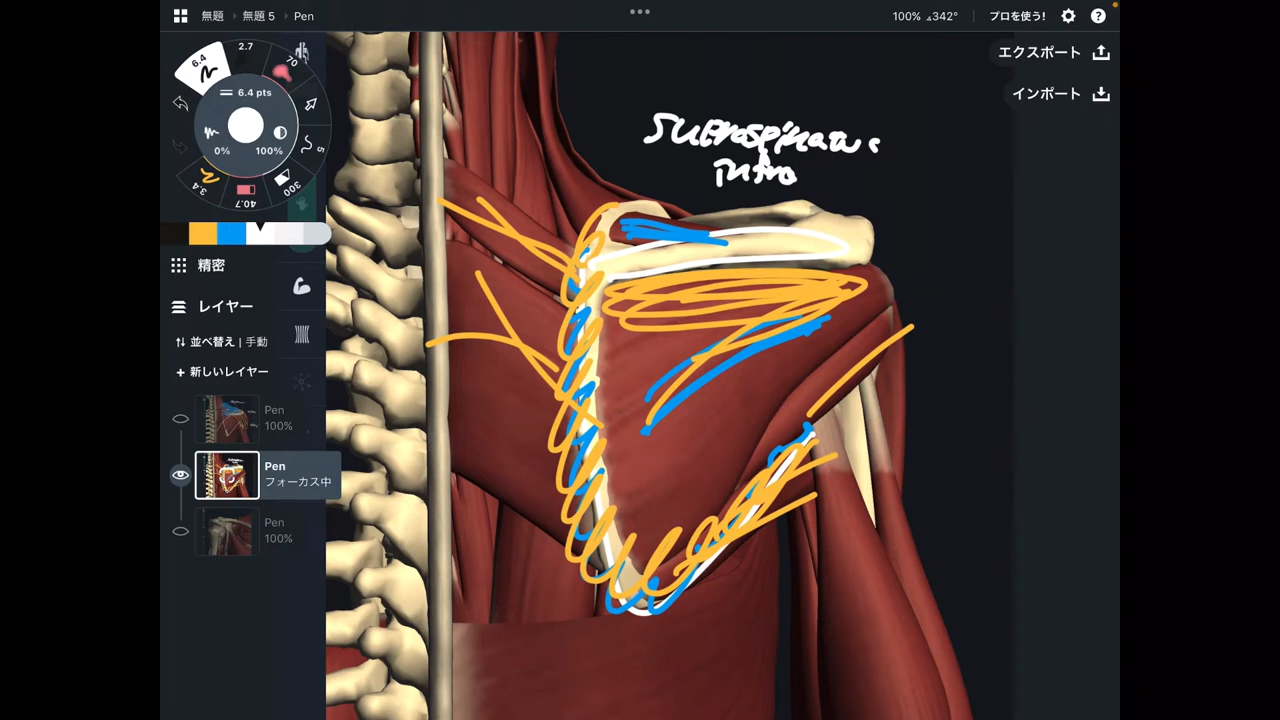 無題 › 無題 5 › Pen
100% ⦟342°
プロを使う!
?
エクスポート
インポート
2.7
6.4
70
6.4 pts
0% 100%
5
3.4
40.7
300
精密
レイヤー
並べ替え | 手動
+ 新しいレイヤー
Pen
100%
Pen
フォーカス中
Pen
100%
Supraspinatus
infra